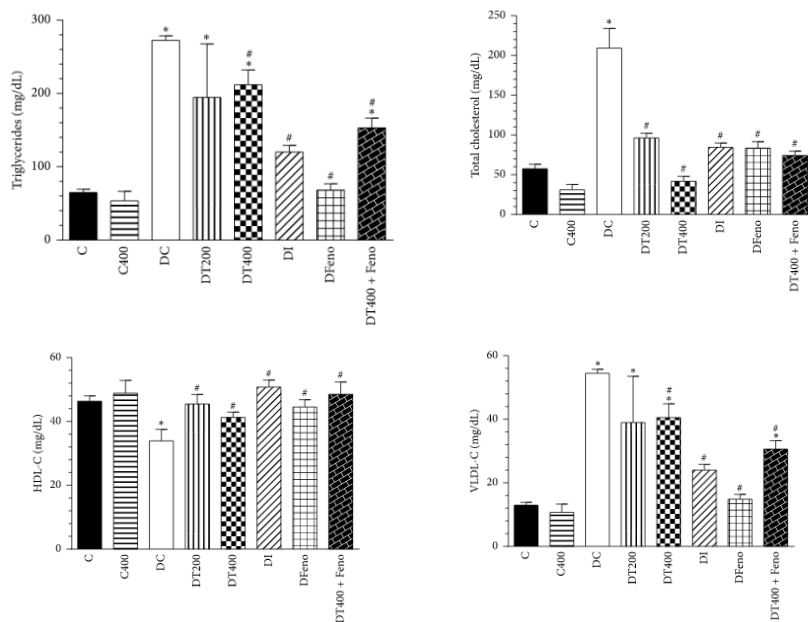 Triglycerides (mg/dL)
300
200
100
0
*
*
#
*
#
#
#
*
C
C400
DC
DT200
DT400
DI
DFeno
DT400 + Feno
Total cholesterol (mg/dL)
250
200
150
100
50
0
*
#
#
#
#
#
C
C400
DC
DT200
DT400
DI
DFeno
DT400 + Feno
HDL-C (mg/dL)
60
40
20
0
*
#
#
#
#
#
C
C400
DC
DT200
DT400
DI
DFeno
DT400 + Feno
VLDL-C (mg/dL)
60
40
20
0
*
*
#
*
#
#
#
*
C
C400
DC
DT200
DT400
DI
DFeno
DT400 + Feno